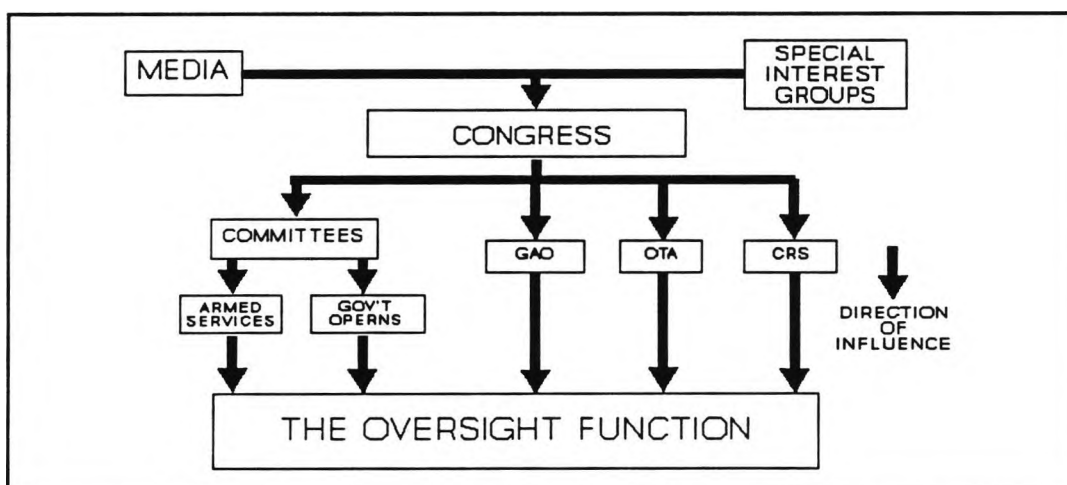 MEDIA
SPECIAL
INTEREST
GROUPS
CONGRESS
COMMITTEES
GAO
OTA
CRS
ARMED
SERVICES
GOV'T
OPERNS
DIRECTION
OF
INFLUENCE
THE OVERSIGHT FUNCTION